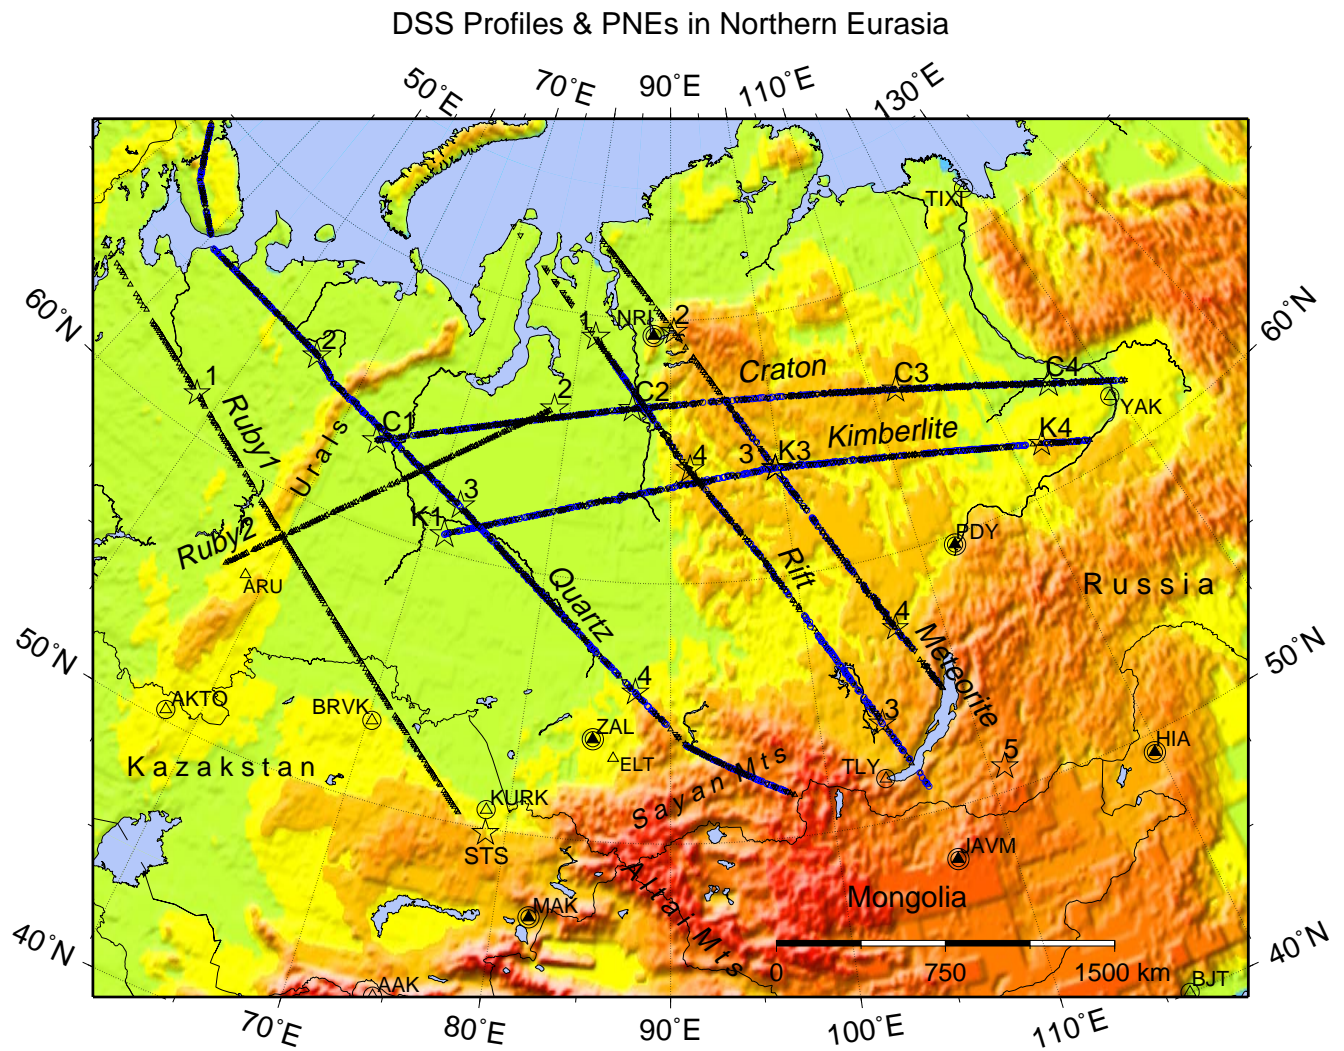 DSS Profiles & PNEs in Northern Eurasia
50˚E
70˚E
90˚E
110˚E
130˚E
60˚N
50˚N
40˚N
60˚N
50˚N
40˚N
70˚E
80˚E
90˚E
100˚E
110˚E
TIXI
NRI
1
2
2
1
2
Craton
C1
C2
C3
C4
YAK
Ruby1
Urals
Kimberlite
3
K3
K4
4
3
K1
Ruby2
ARU
PDY
Rift
Russia
Quartz
4
Meteorite
4
3
5
AKTO
BRVK
ZAL
ELT
TLY
HIA
Kazakstan
Sayan Mts
KURK
STS
JAVM
Altai Mts
Mongolia
MAK
AAK
BJT
0
750
1500 km